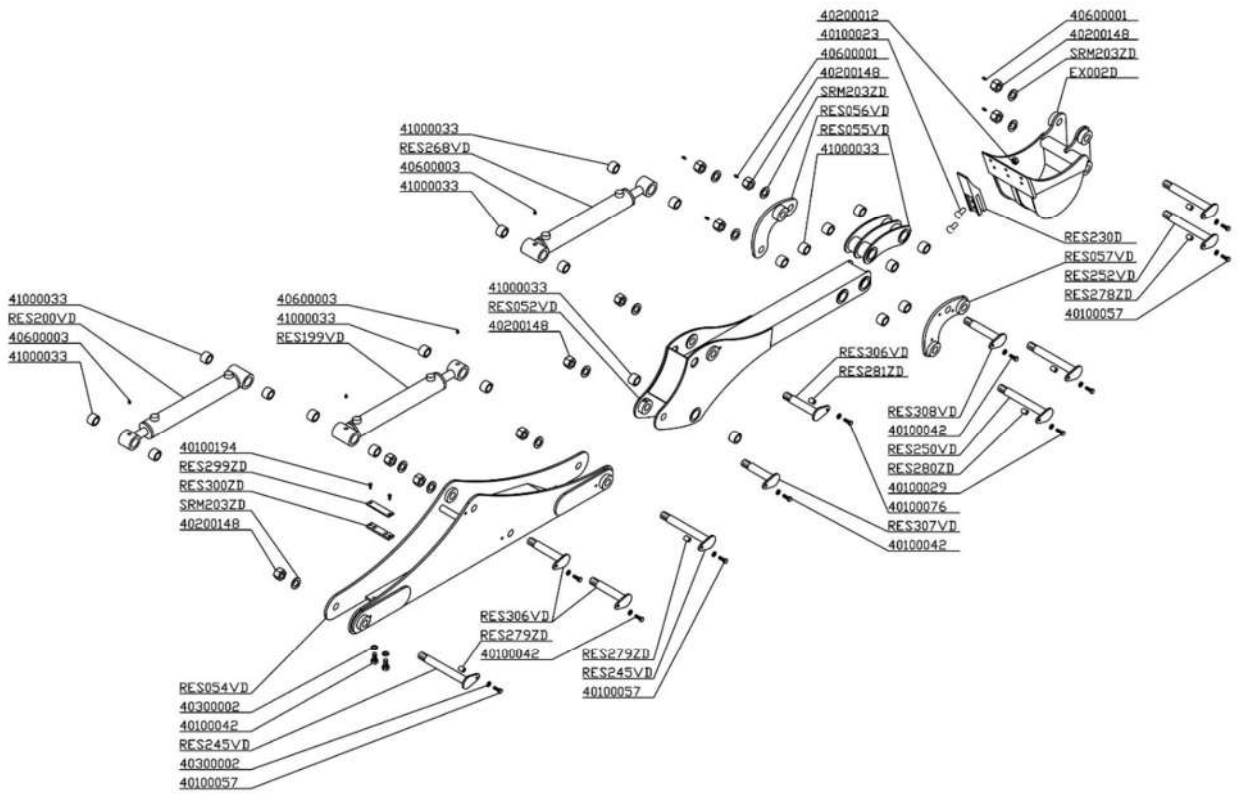 40200012
40100023
40600001
40200148
SRM203ZD
RES056VD
RES055VD
41000033
40600001
40200148
SRM203ZD
EX002D
41000033
RES268VD
40600003
41000033
RES230D
RES057VD
RES252VD
RES278ZD
40100057
41000033
RES200VD
40600003
41000033
40600003
41000033
RES199VD
41000033
RES052VD
40200148
RES306VD
RES281ZD
RES308VD
40100042
RES250VD
RES280ZD
40100029
40100076
RES307VD
40100042
40100194
RES299ZD
RES300ZD
SRM203ZD
40200148
RES306VD
RES279ZD
40100042
RES279ZD
RES245VD
40100057
RES054VD
40300002
40100042
RES245VD
40300002
40100057